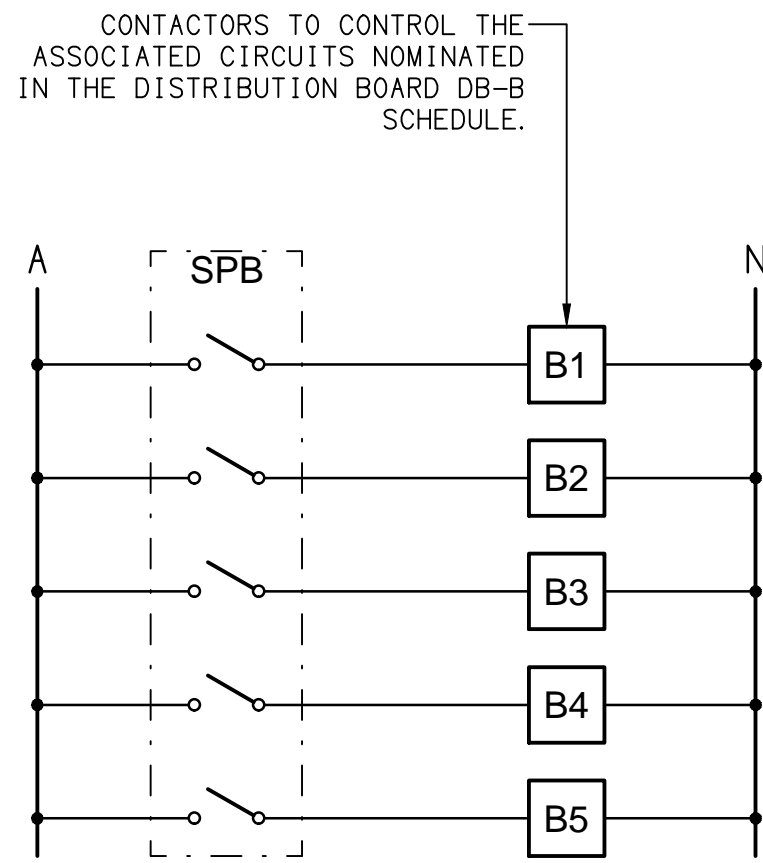 CONTACTORS TO CONTROL THE
ASSOCIATED CIRCUITS NOMINATED
IN THE DISTRIBUTION BOARD DB-B
SCHEDULE.
A
SPB
N
B1
B2
B3
B4
B5